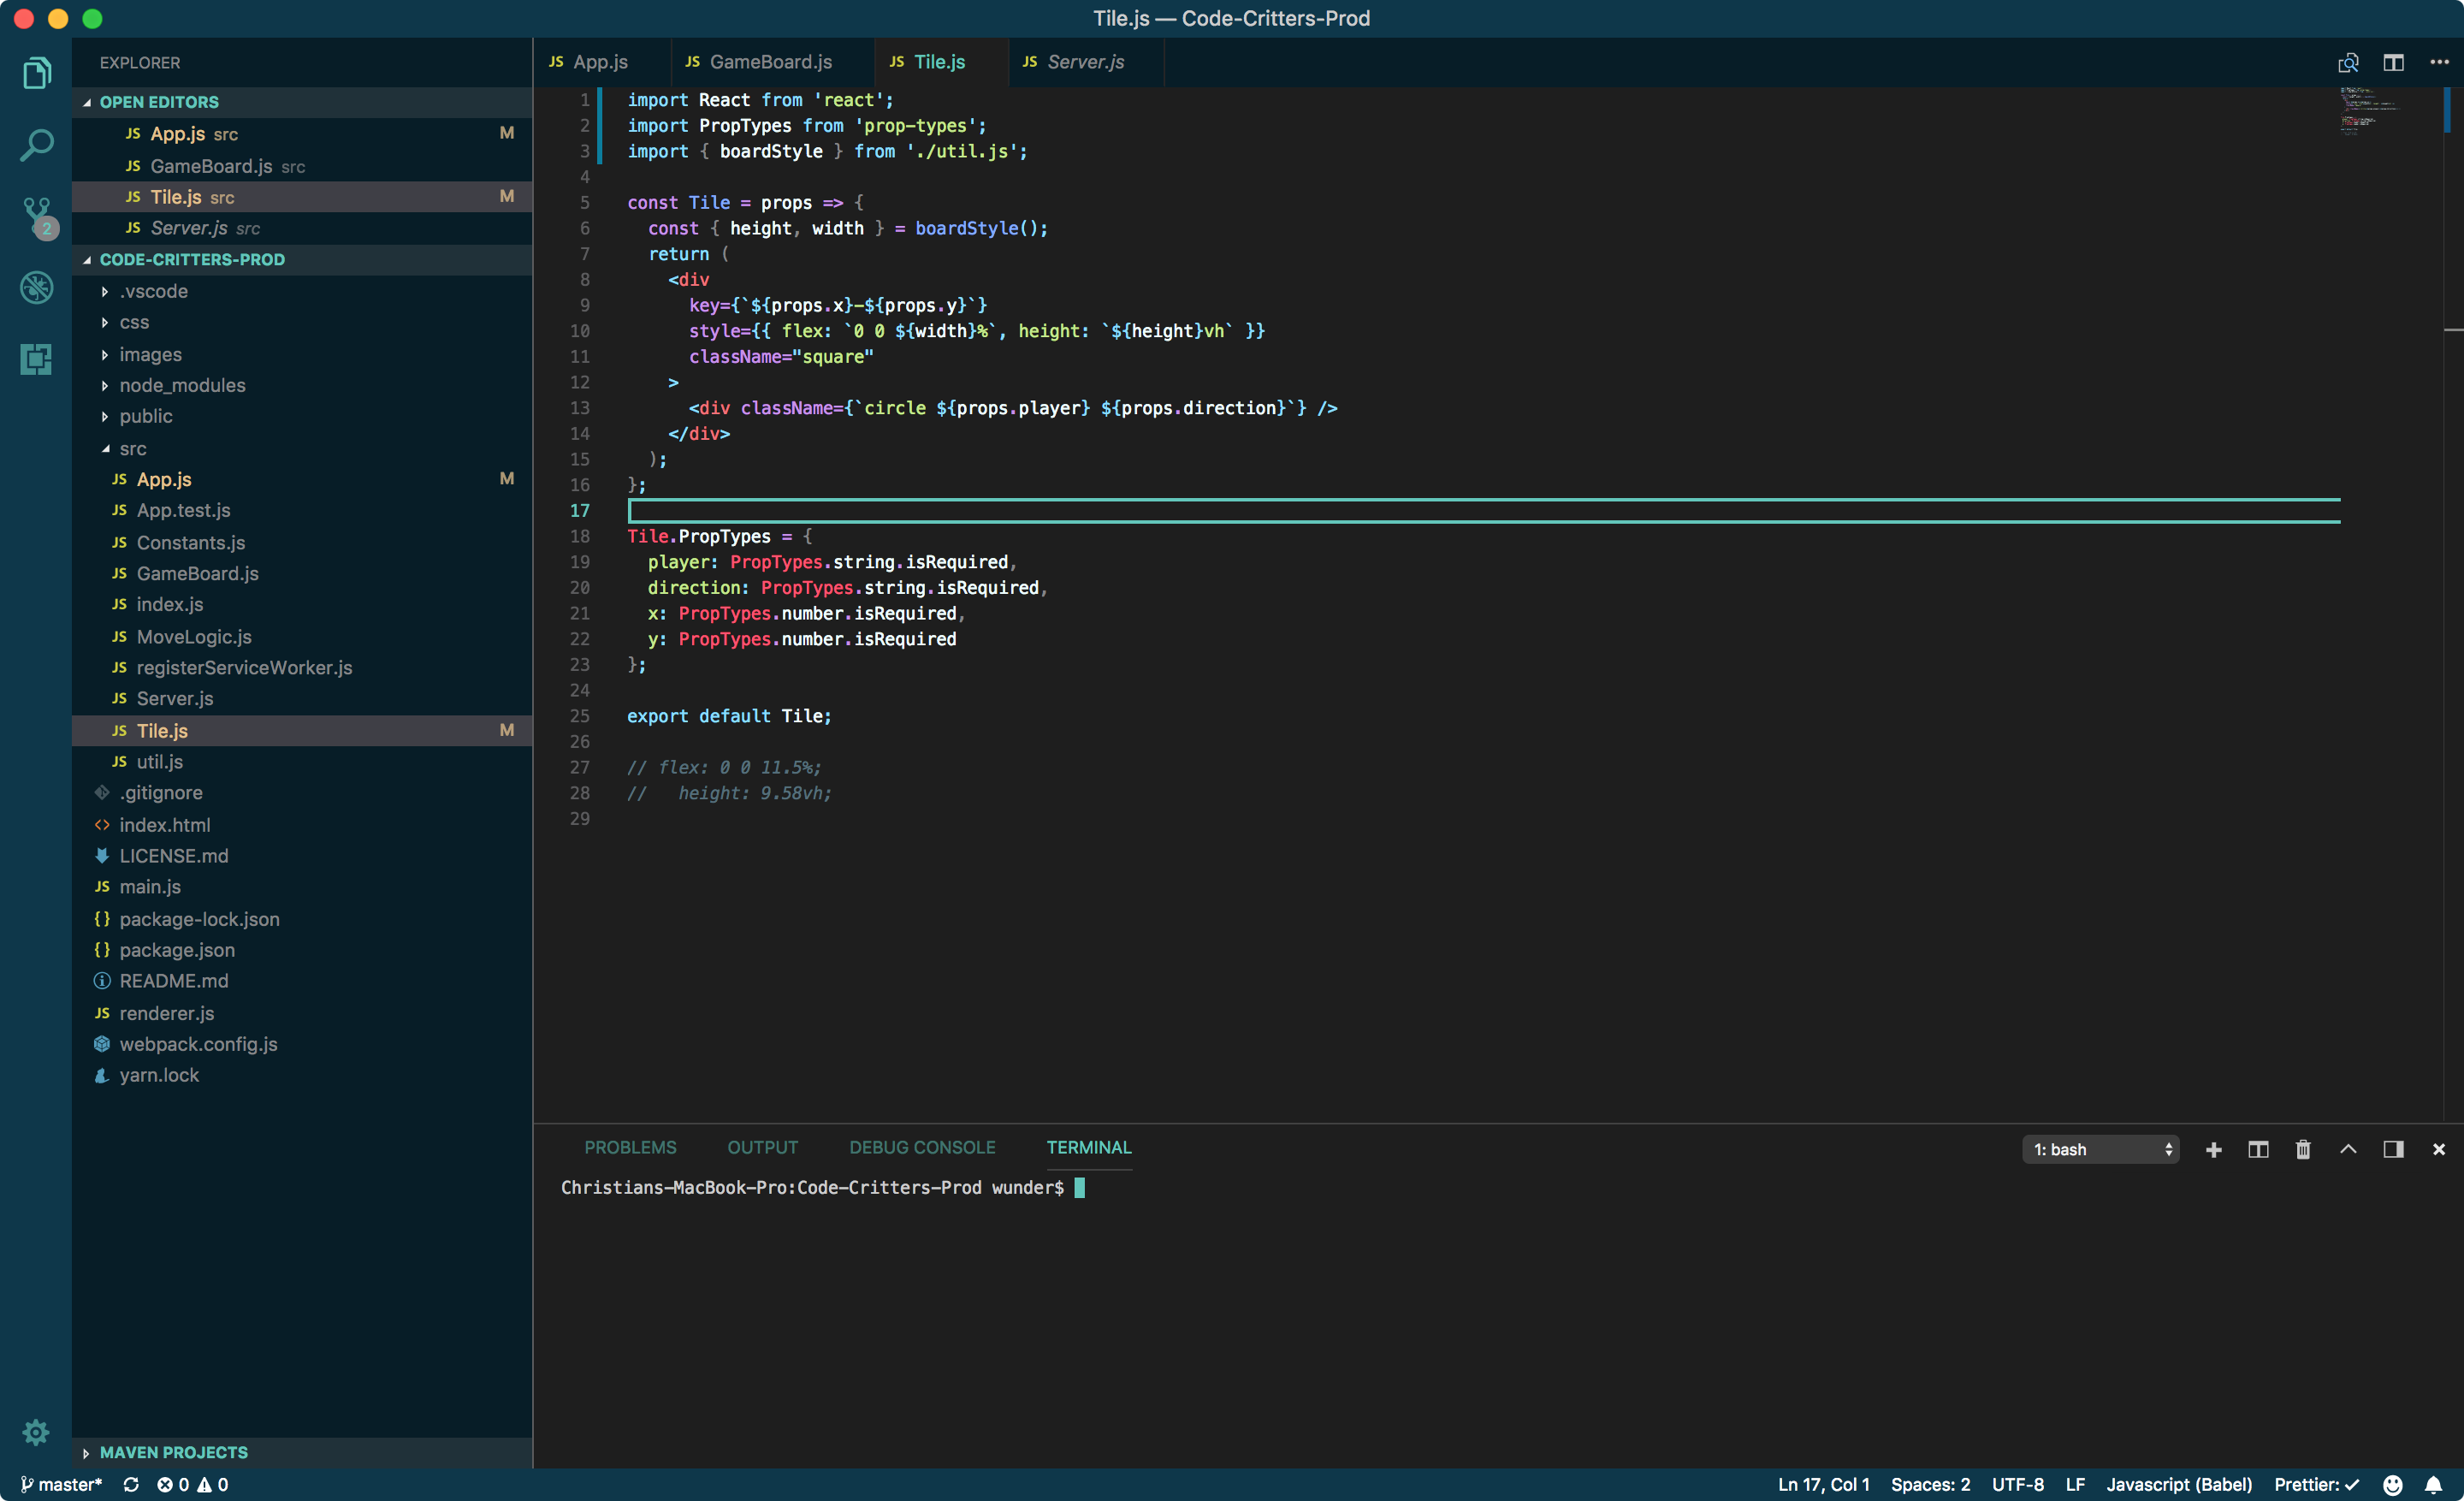 Tile.js — Code-Critters-Prod
EXPLORER
OPEN EDITORS
JS App.js src M
JS GameBoard.js src
JS Tile.js src M
JS Server.js src
2
CODE-CRITTERS-PROD
.vscode
css
images
node_modules
public
src
JS App.js M
JS App.test.js
JS Constants.js
JS GameBoard.js
JS index.js
JS MoveLogic.js
JS registerServiceWorker.js
JS Server.js
JS Tile.js M
JS util.js
.gitignore
<> index.html
LICENSE.md
JS main.js
{} package-lock.json
{} package.json
README.md
JS renderer.js
webpack.config.js
yarn.lock
MAVEN PROJECTS
JS App.js JS GameBoard.js JS Tile.js JS Server.js
1 import React from 'react';
2 import PropTypes from 'prop-types';
3 import { boardStyle } from './util.js';
4
5 const Tile = props => {
6   const { height, width } = boardStyle();
7   return (
8     <div
9       key={`${props.x}-${props.y}`}
10       style={{ flex: `0 0 ${width}%`, height: `${height}vh` }}
11       className="square"
12     >
13       <div className={`circle ${props.player} ${props.direction}`} />
14     </div>
15   );
16 };
17
18 Tile.PropTypes = {
19   player: PropTypes.string.isRequired,
20   direction: PropTypes.string.isRequired,
21   x: PropTypes.number.isRequired,
22   y: PropTypes.number.isRequired
23 };
24
25 export default Tile;
26
27 // flex: 0 0 11.5%;
28 //   height: 9.58vh;
29
PROBLEMS OUTPUT DEBUG CONSOLE TERMINAL 1: bash
Christians-MacBook-Pro:Code-Critters-Prod wunder$
master* 0 0 Ln 17, Col 1 Spaces: 2 UTF-8 LF Javascript (Babel) Prettier: ✓